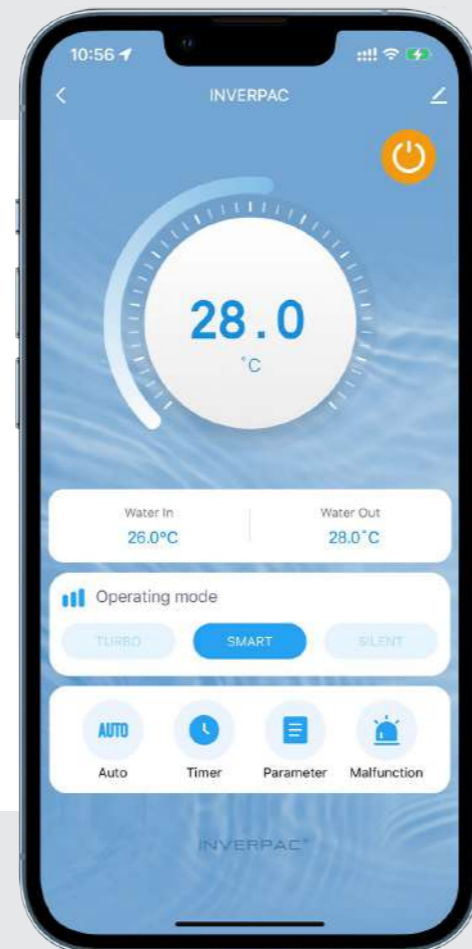 10:56
INVERPAC
28.0
°C
Water In Water Out
26.0°C 28.0°C
Operating mode
TURBO SMART SILENT
AUTO
Auto Timer Parameter Malfunction
INVERPAC®